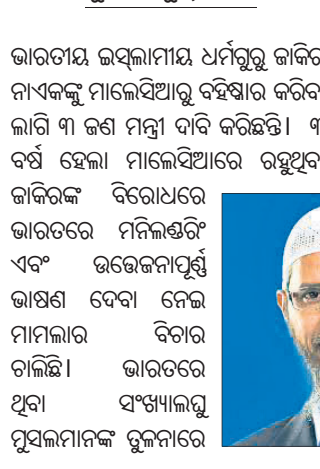 ଭାରତୀୟ ଇସ୍‌ଲାମୀୟ ଧର୍ମଗୁରୁ ଜାକିର
ନାଏକଙ୍କୁ ମାଲେସିଆରୁ ବହିଷ୍କାର କରିବ
ଲାଗି ୩ ଜଣ ମନ୍ତ୍ରୀ ଦାବି କରିଛନ୍ତି। ୩
ବର୍ଷ ହେଲା ମାଲେସିଆରେ ରହୁଥିବ
ଜାକିରଙ୍କ ବିରୋଧରେ
ଭାରତରେ ମନିଲଣ୍ଡରିଂ
ଏବଂ ଉତ୍ତେଜନାପୂର୍ଣ୍ଣ
ଭାଷଣ ଦେବା ନେଇ
ମାମଲାର ବିଚାର
ଚାଲିଛି। ଭାରତରେ
ଥିବା ସଂଖ୍ୟାଲଘୁ
ମୁସଲମାନଙ୍କ ତୁଳନାରେ